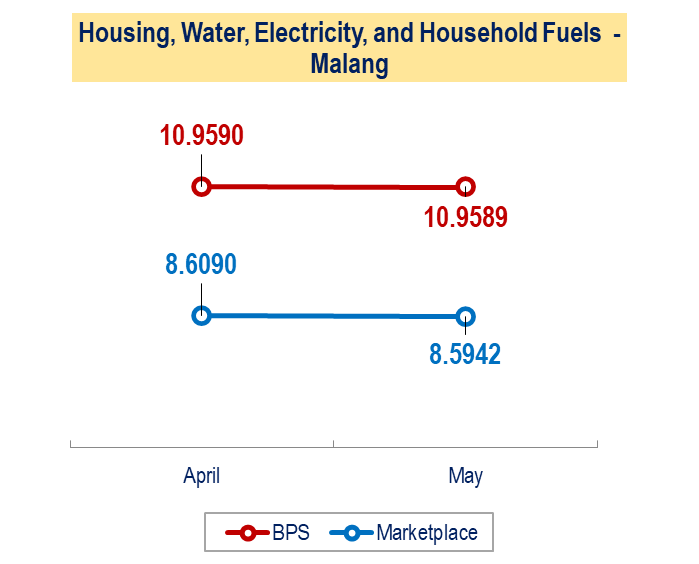 Housing, Water, Electricity, and Household Fuels -
Malang
10.9590
10.9589
8.6090
8.5942
April May
BPS Marketplace